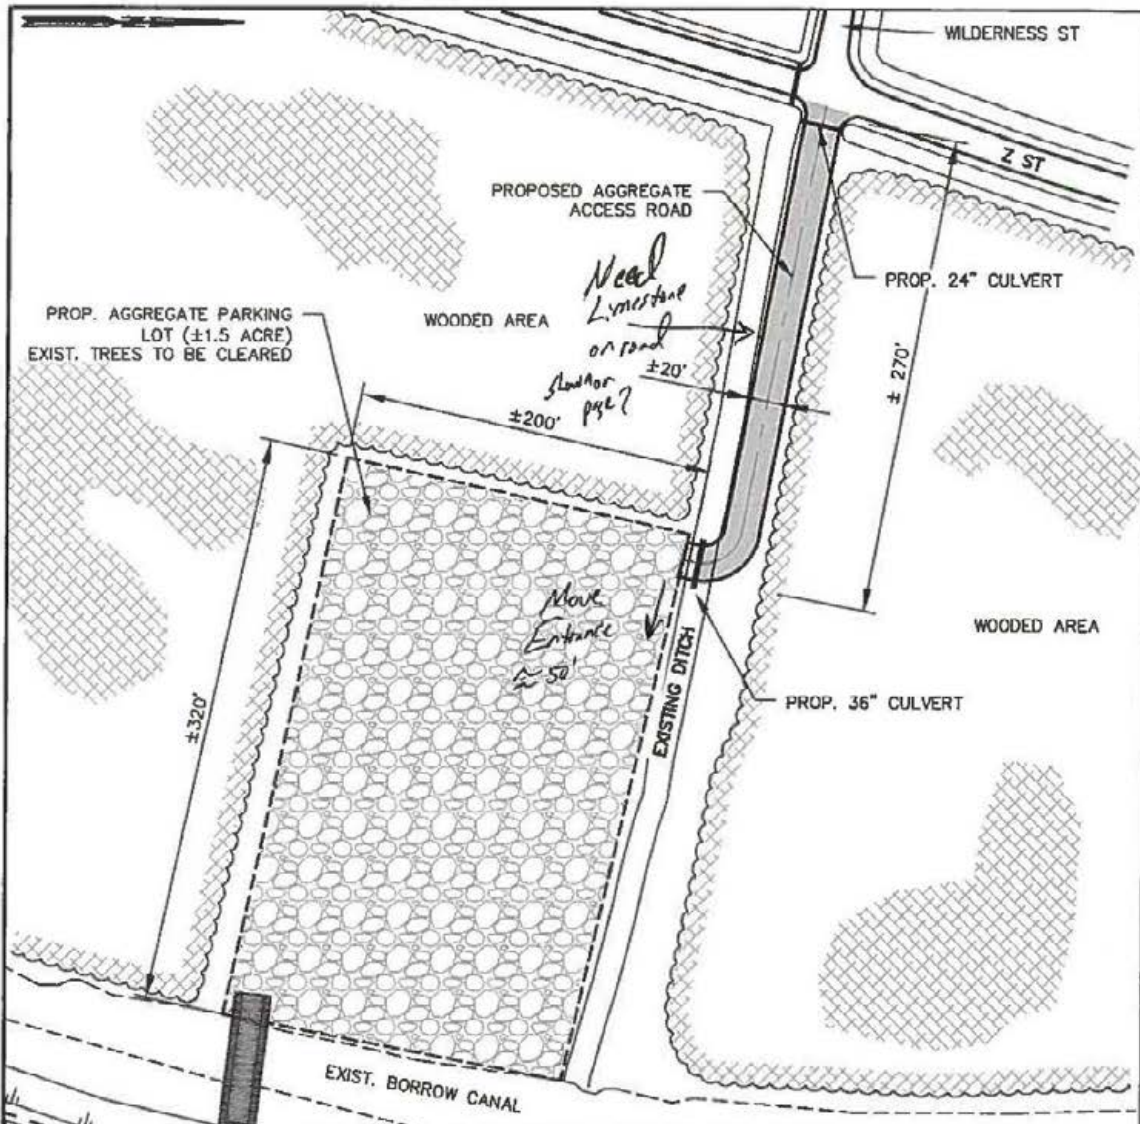 WILDERNESS ST
Z ST
PROPOSED AGGREGATE
ACCESS ROAD
PROP. 24" CULVERT
Need
Limestone
on road
PROP. AGGREGATE PARKING
LOT (±1.5 ACRE)
EXIST. TREES TO BE CLEARED
WOODED AREA
±20'
± 270'
±200'
Move
Entrance
≈ 50'
WOODED AREA
EXISTING DITCH
PROP. 36" CULVERT
±320'
EXIST. BORROW CANAL